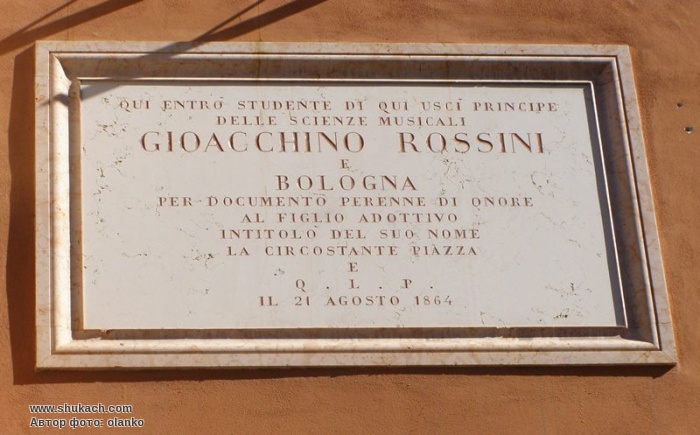 QUI ENTRO STUDENTE DI QUI USCI PRINCIPE
DELLE SCIENZE MUSICALI
GIOACCHINO ROSSINI
E
BOLOGNA
PER DOCUMENTO PERENNE DI ONORE
AL FIGLIO ADOTTIVO
INTITOLO DEL SUO NOME
LA CIRCOSTANTE PIAZZA
E
Q . L . P .
IL 21 AGOSTO 1864
www.shukach.com
Автор фото: olanko